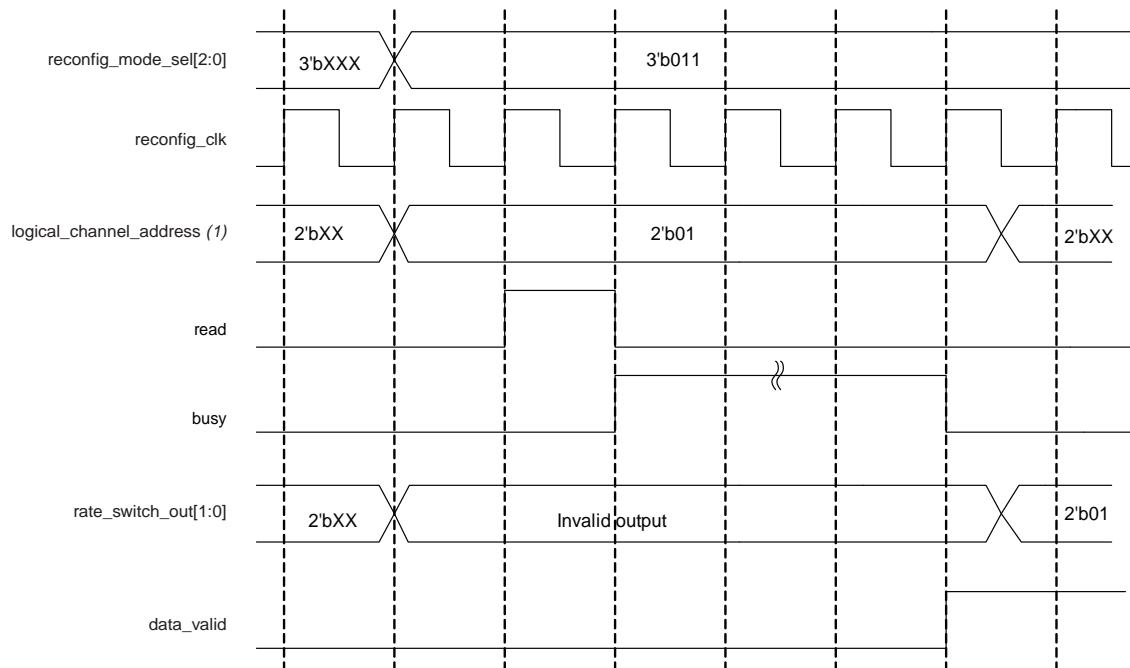 reconfig_mode_sel[2:0] 3'bXXX 3'b011
reconfig_clk
logical_channel_address (1) 2'bXX 2'b01 2'bXX
read
busy
rate_switch_out[1:0] 2'bXX Invalid output 2'b01
data_valid